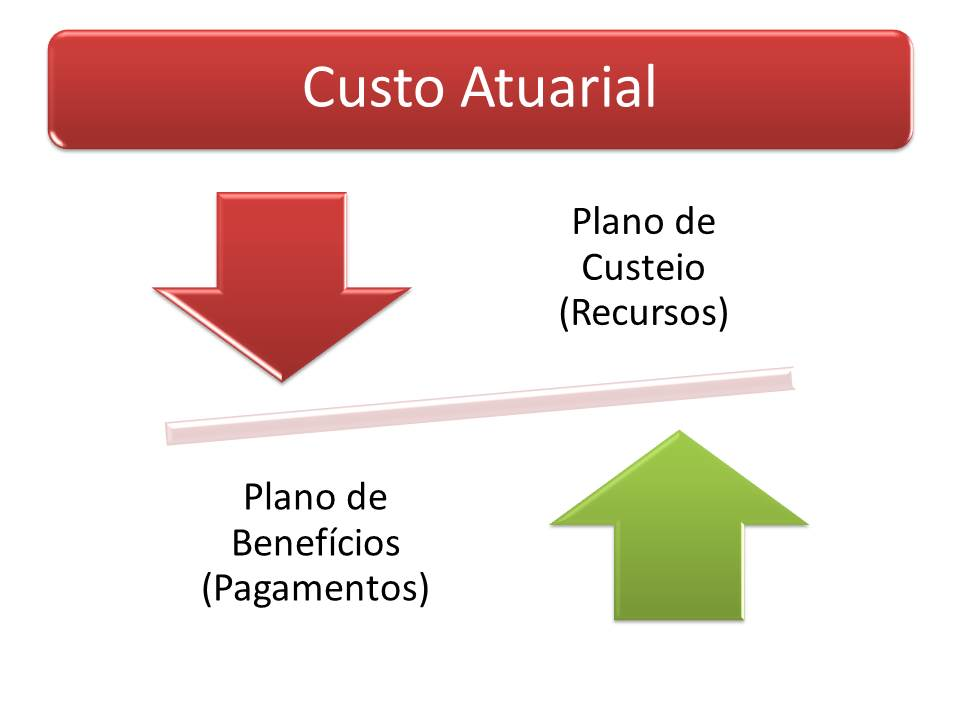 Custo Atuarial
Plano de
Custeio
(Recursos)
Plano de
Benefícios
(Pagamentos)